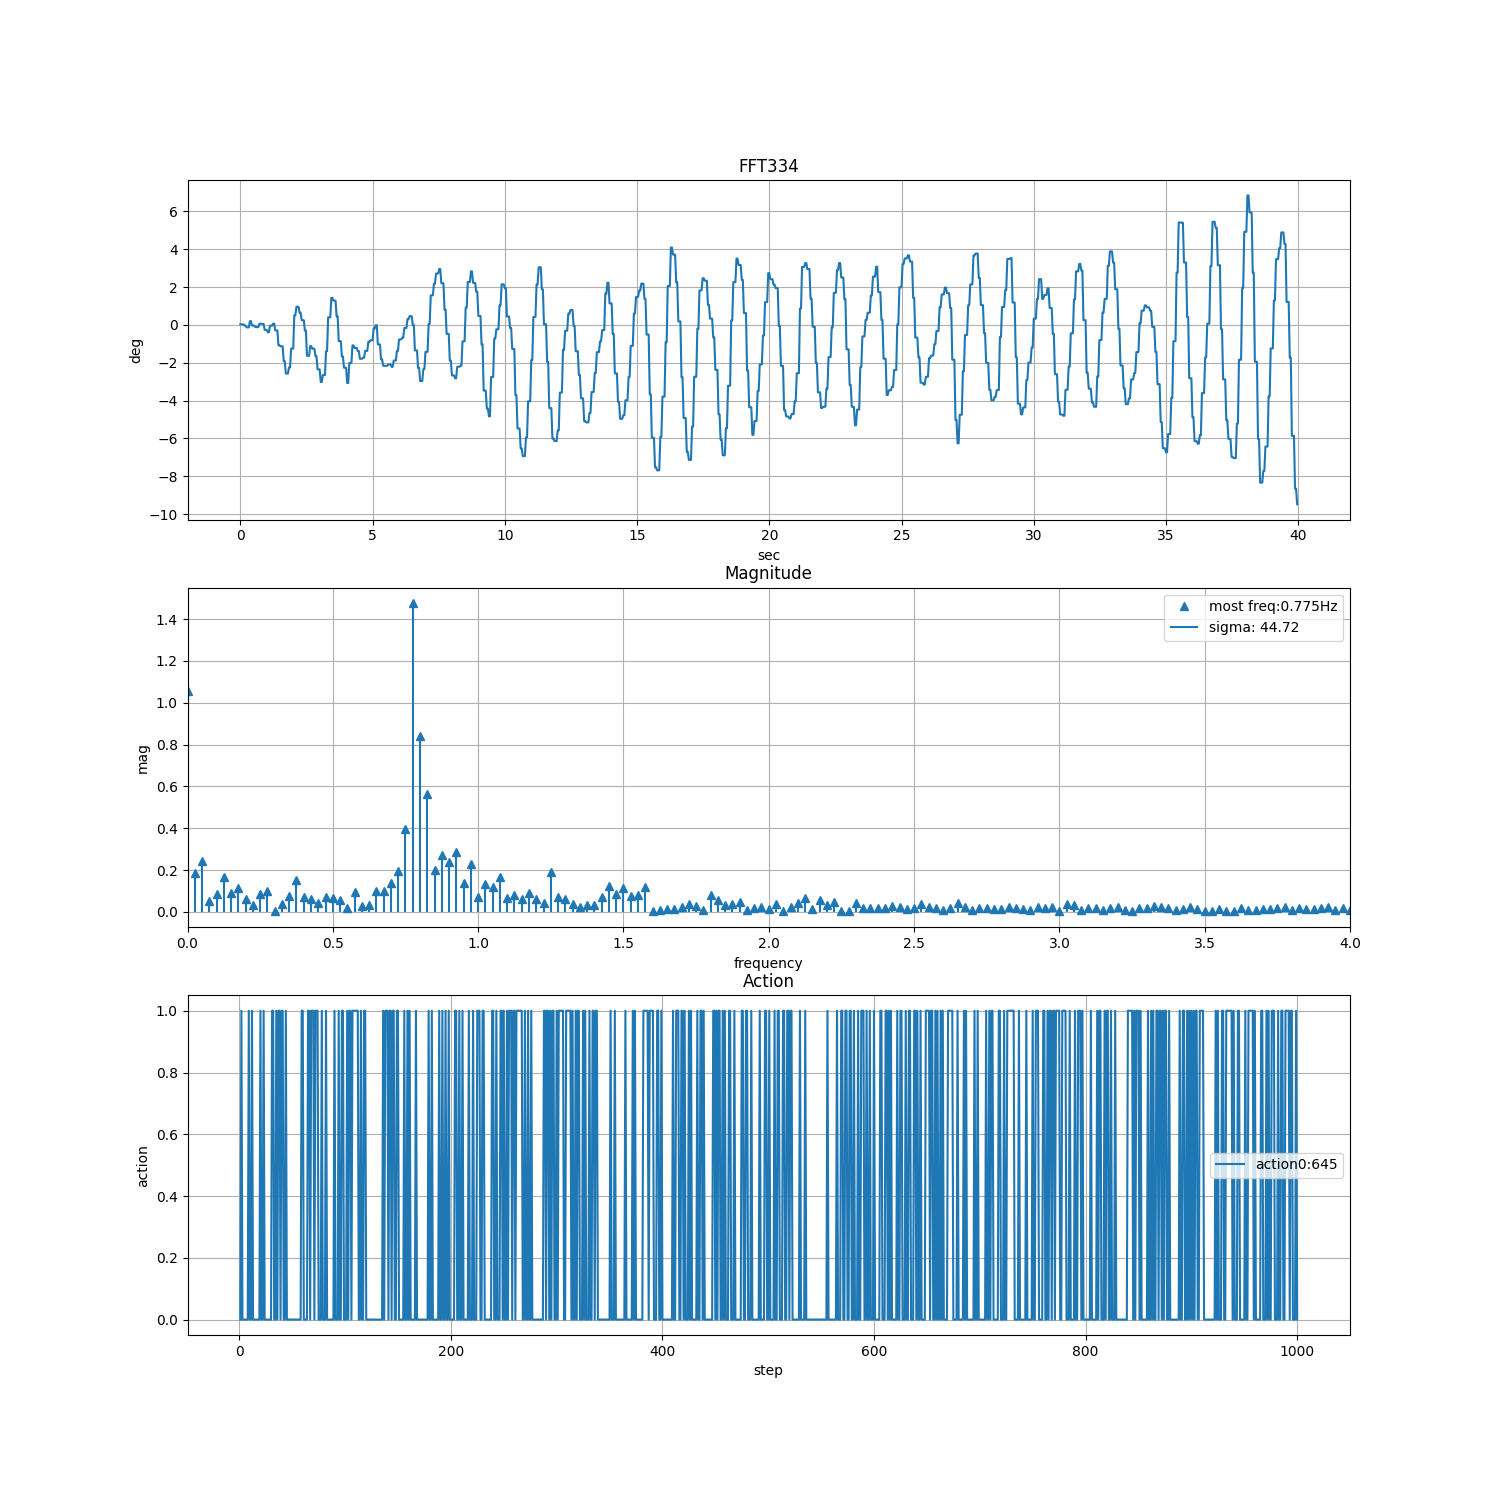 FFT334
6
4
2
0
−2
−4
−6
−8
−10
deg
0 5 10 15 20 25 30 35 40
sec
Magnitude
most freq:0.775Hz
sigma: 44.72
1.4
1.2
1.0
0.8
0.6
0.4
0.2
0.0
mag
0.0 0.5 1.0 1.5 2.0 2.5 3.0 3.5 4.0
frequency
Action
1.0
0.8
0.6
0.4
0.2
0.0
action
action0:645
0 200 400 600 800 1000
step